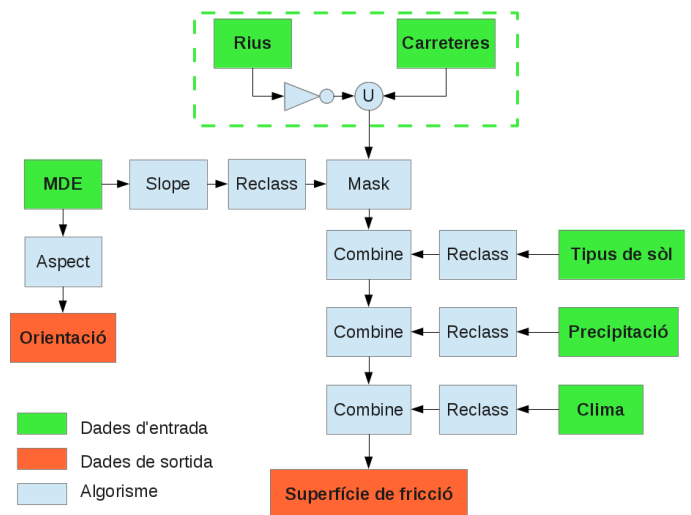 Rius
Carreteres
U
MDE
Slope
Reclass
Mask
Aspect
Combine
Reclass
Tipus de sòl
Orientació
Combine
Reclass
Precipitació
Combine
Reclass
Clima
Dades d'entrada
Dades de sortida
Algorisme
Superfície de fricció